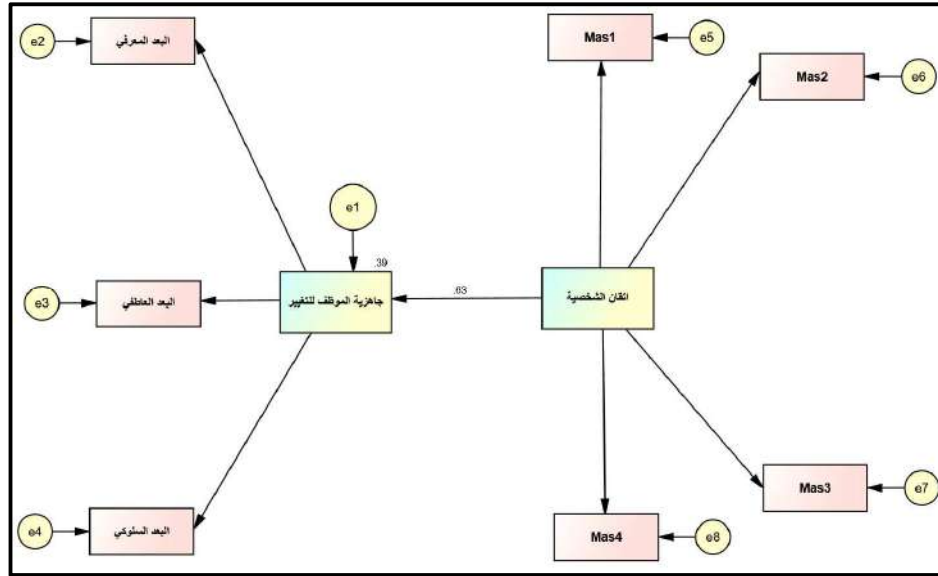 e2
البعد المعرفي
Mas1
e5
Mas2
e6
e1
.39
البعد العاطفي
e3
جاهزية الموظف للتغيير
.63
اتقان الشخصية
البعد السلوكي
e4
Mas3
e7
Mas4
e8